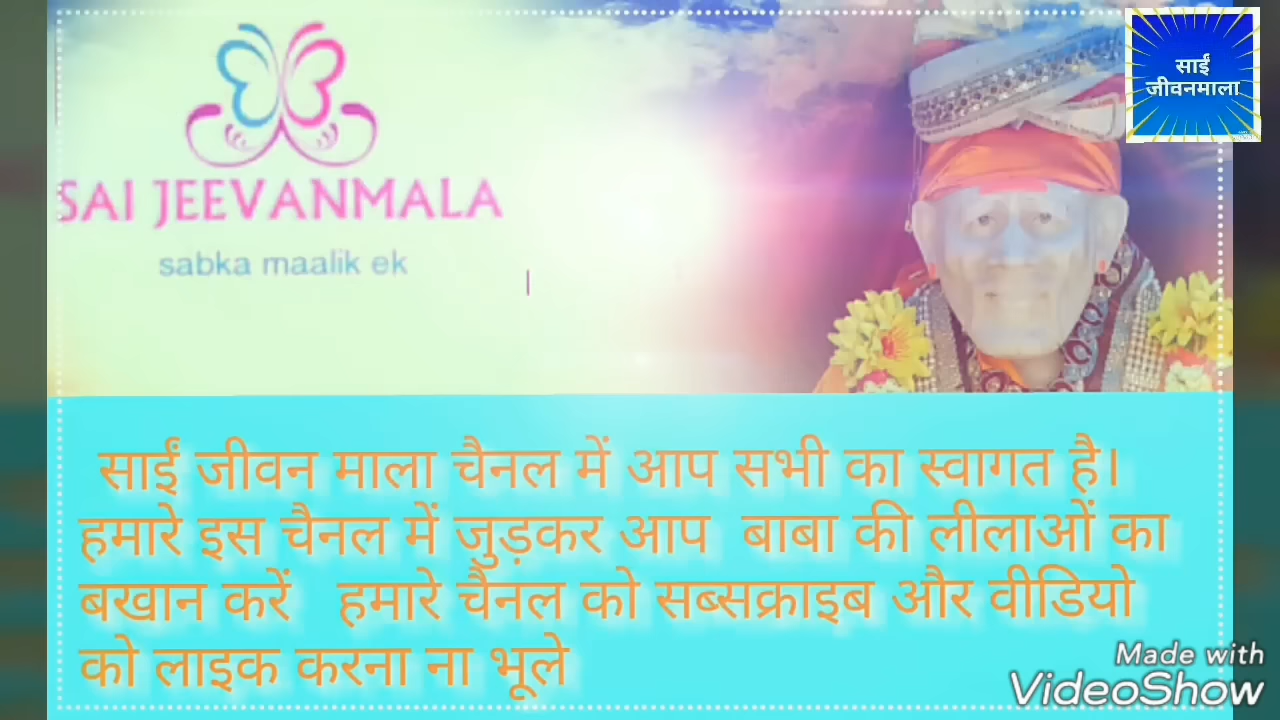 साईं
जीवनमाला
SAI JEEVANMALA
sabka maalik ek
साईं जीवन माला चैनल में आप सभी का स्वागत है।
हमारे इस चैनल में जुड़कर आप बाबा की लीलाओं का
बखान करें हमारे चैनल को सब्सक्राइब और वीडियो
को लाइक करना ना भूले
Made with
VideoShow